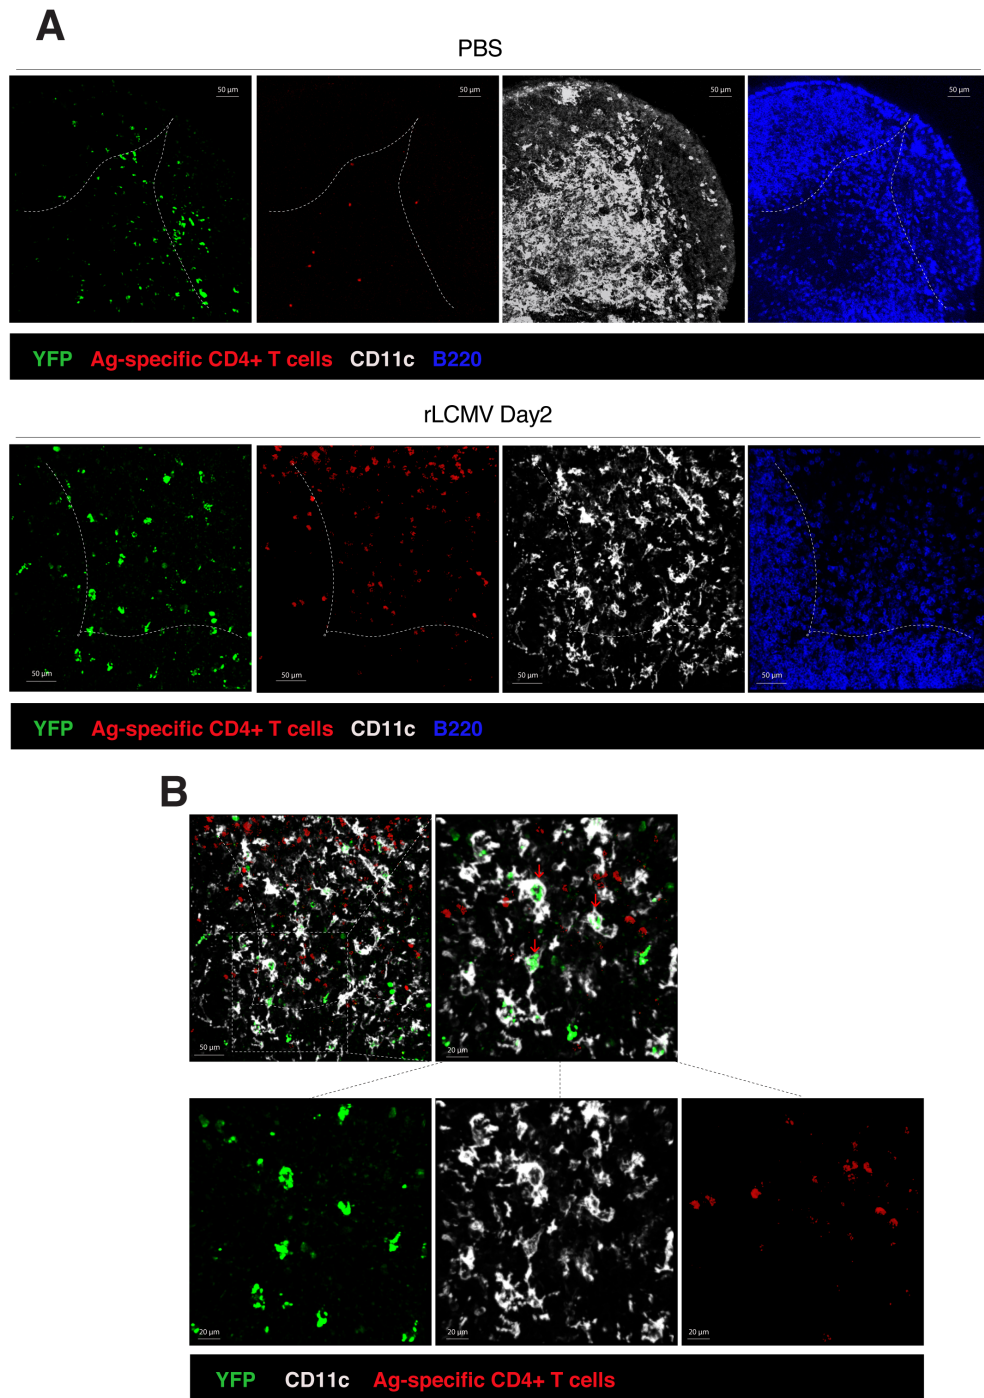 A
PBS
50 µm 50 µm 50 µm 50 µm
YFP Ag-specific CD4+ T cells CD11c B220
rLCMV Day2
50 µm 50 µm 50 µm 50 µm
YFP Ag-specific CD4+ T cells CD11c B220
B
50 µm 20 µm
20 µm 20 µm 20 µm
YFP CD11c Ag-specific CD4+ T cells